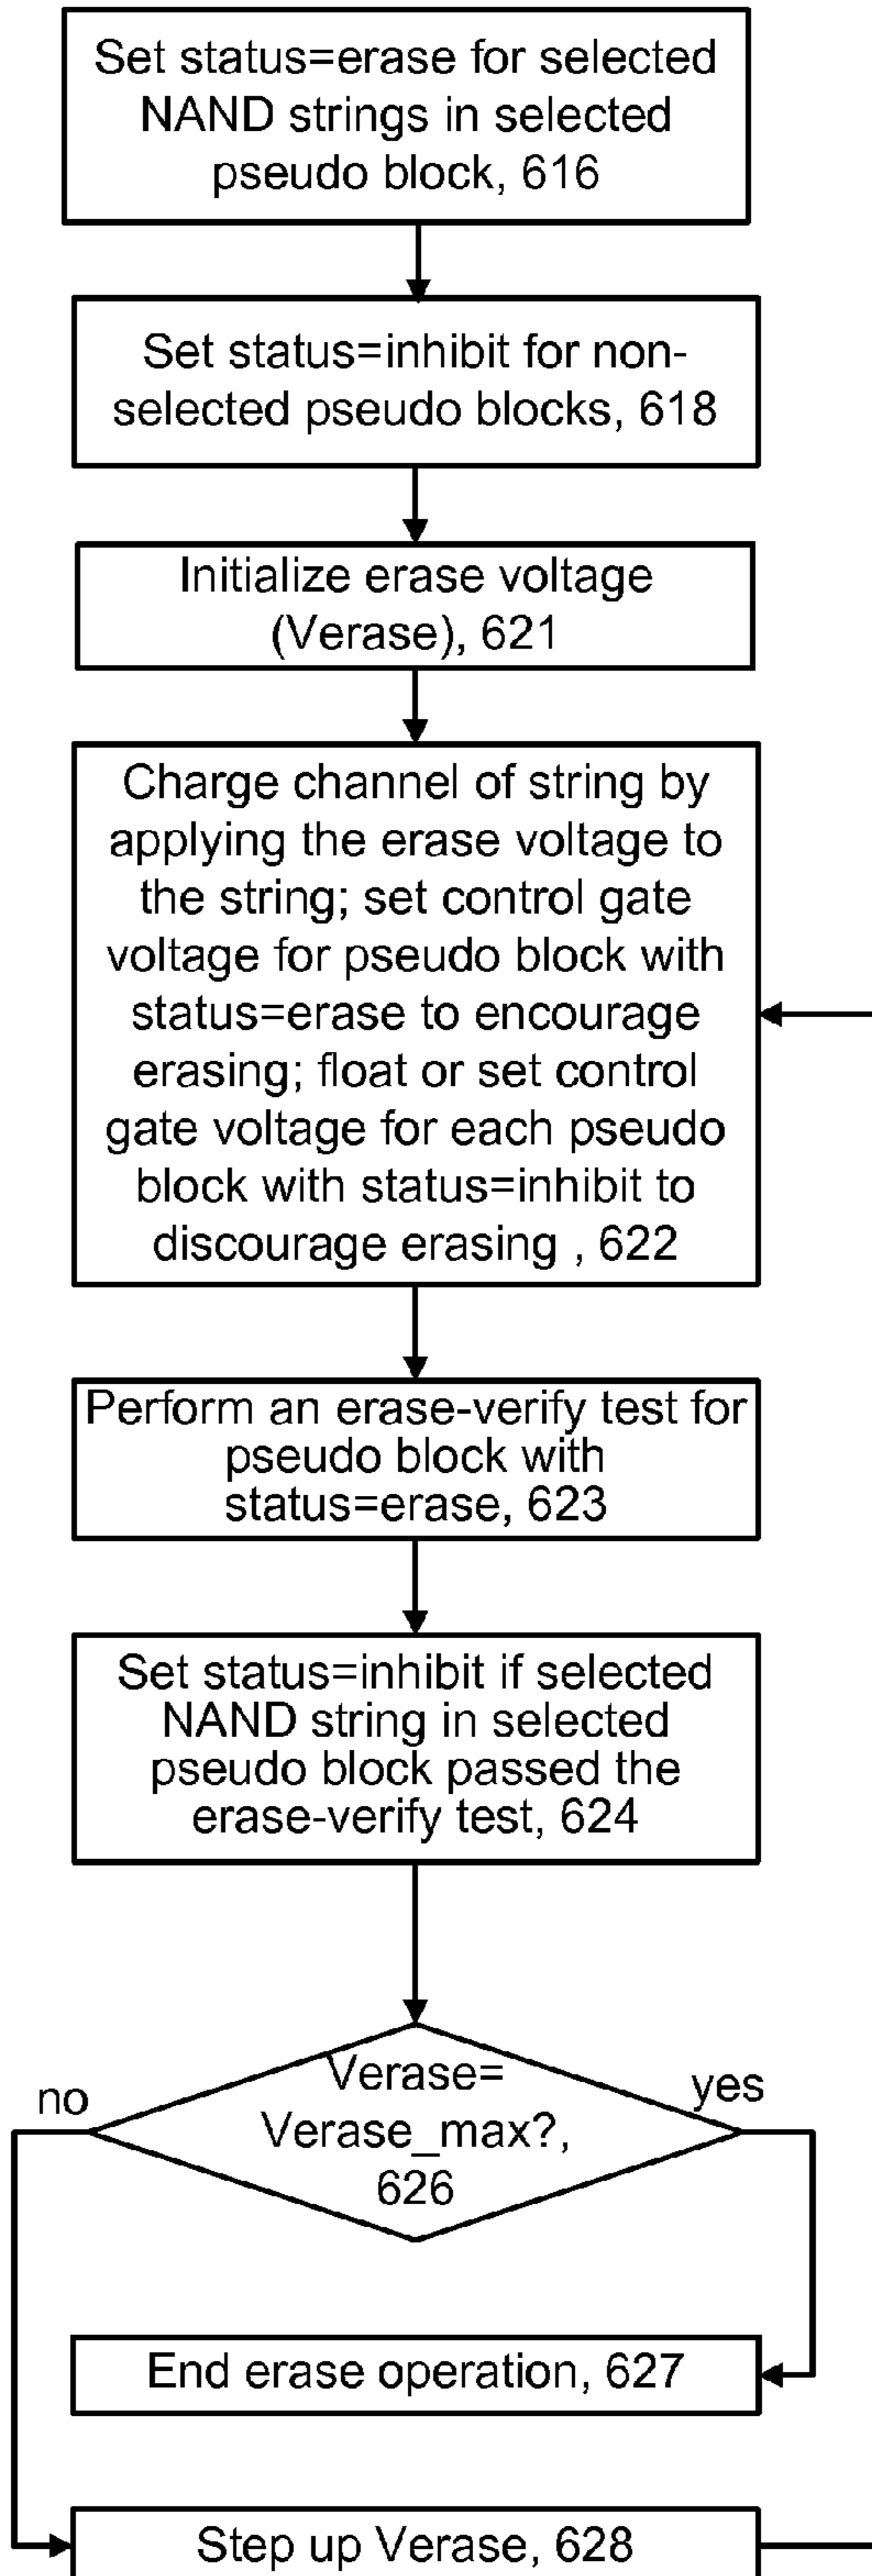 Set status=erase for selected
NAND strings in selected
pseudo block, 616
Set status=inhibit for non-
selected pseudo blocks, 618
Initialize erase voltage
(Verase), 621
Charge channel of string by
applying the erase voltage to
the string; set control gate
voltage for pseudo block with
status=erase to encourage
erasing; float or set control
gate voltage for each pseudo
block with status=inhibit to
discourage erasing , 622
Perform an erase-verify test for
pseudo block with
status=erase, 623
Set status=inhibit if selected
NAND string in selected
pseudo block passed the
erase-verify test, 624
no
Verase=
yes
Verase_max?,
626
End erase operation, 627
Step up Verase, 628